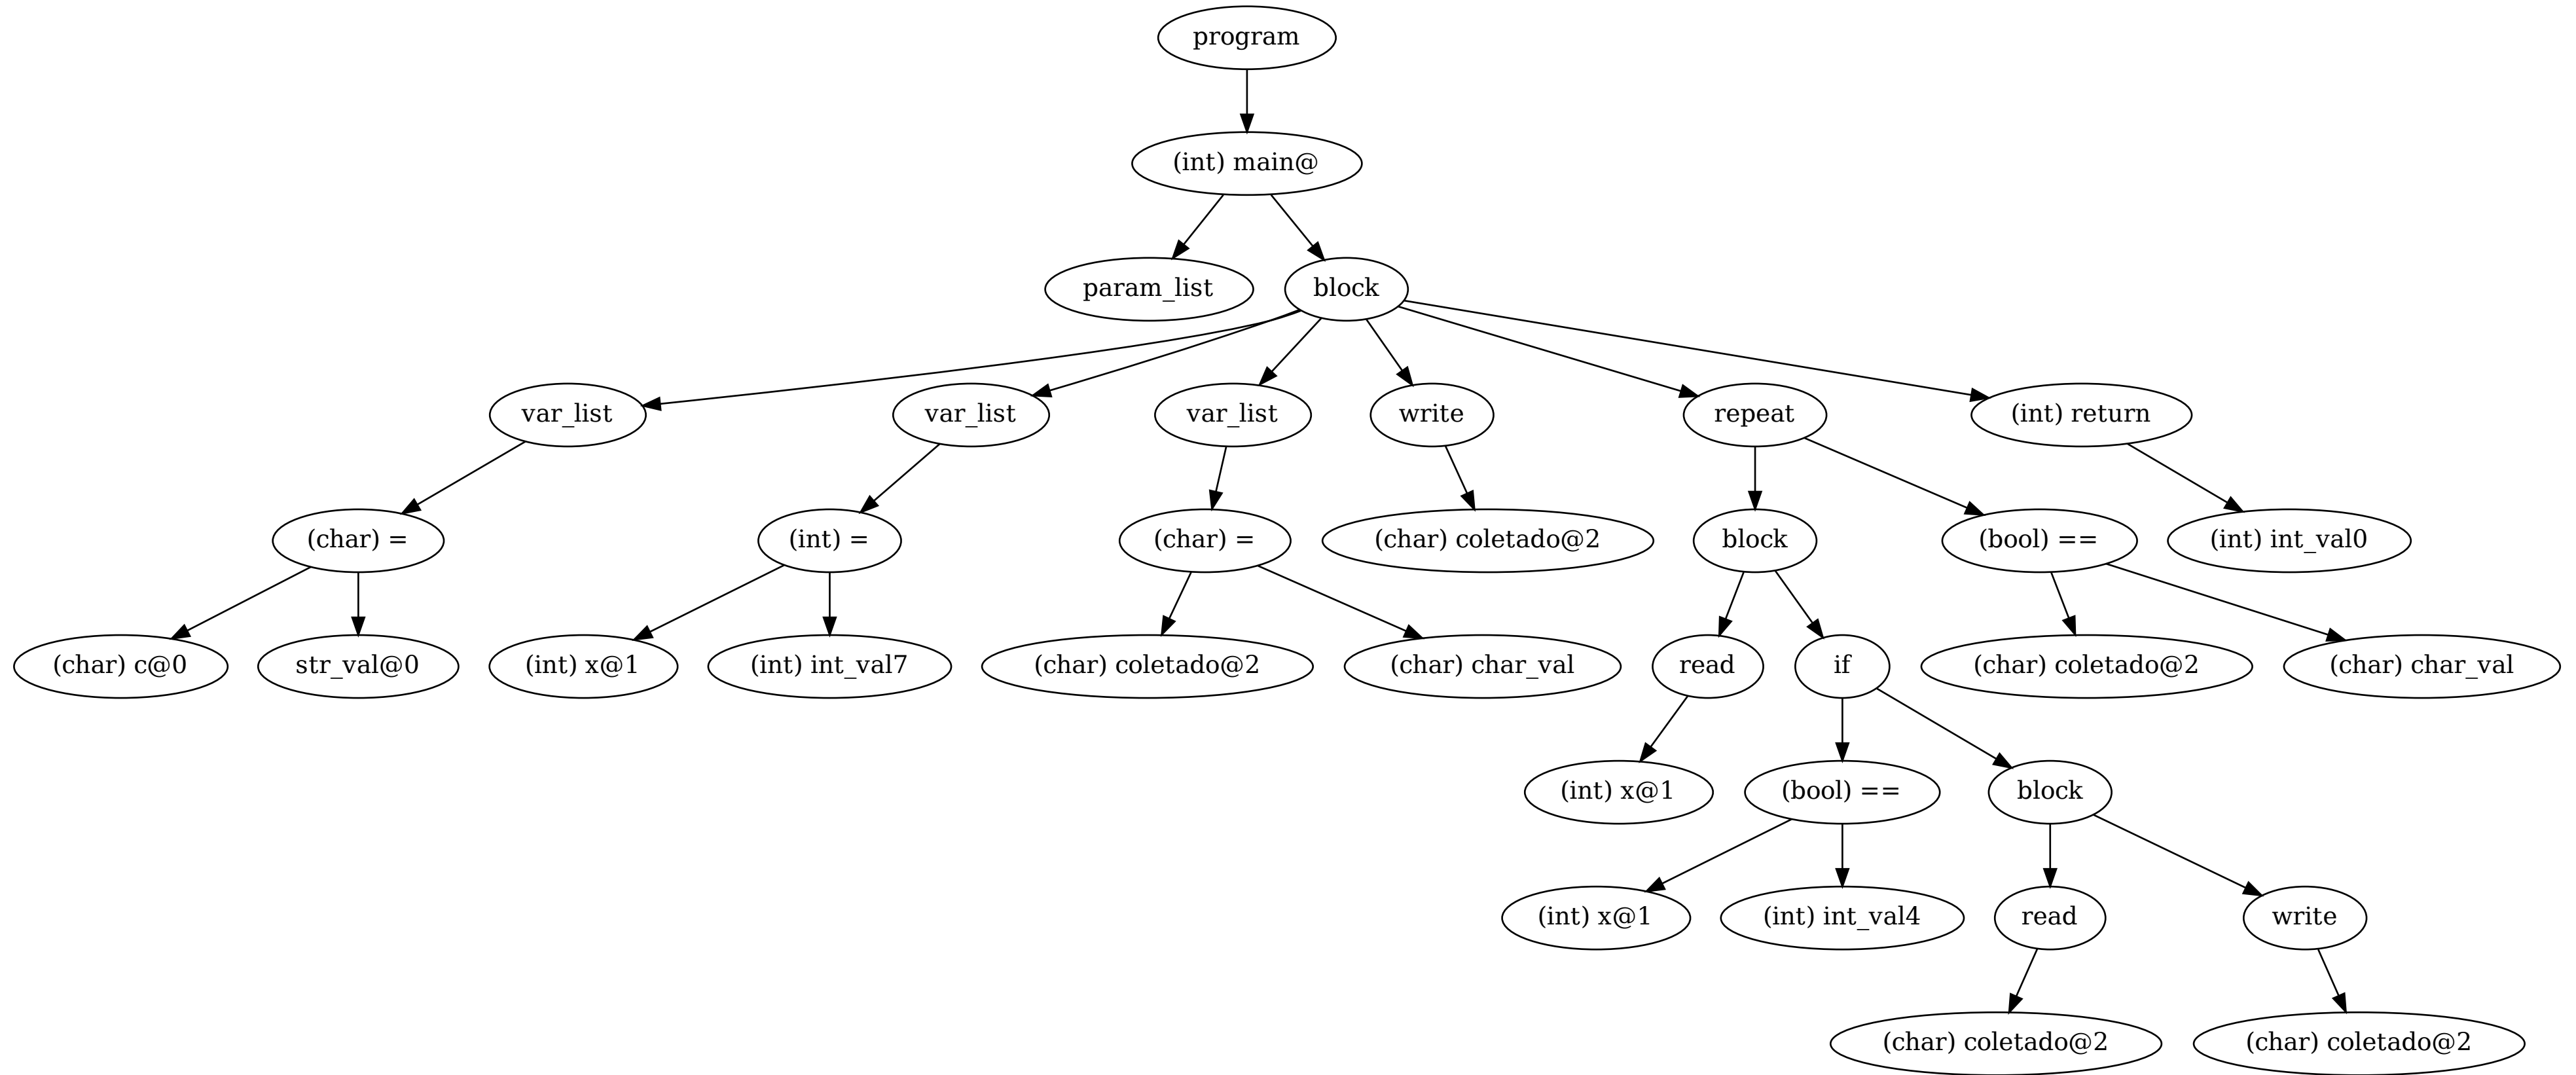 program
(int) main@
param_list
block
var_list
var_list
var_list
write
repeat
(int) return
(char) =
(int) =
(char) =
(char) coletado@2
block
(bool) ==
(int) int_val0
(char) c@0
str_val@0
(int) x@1
(int) int_val7
(char) coletado@2
(char) char_val
read
if
(char) coletado@2
(char) char_val
(int) x@1
(bool) ==
block
(int) x@1
(int) int_val4
read
write
(char) coletado@2
(char) coletado@2